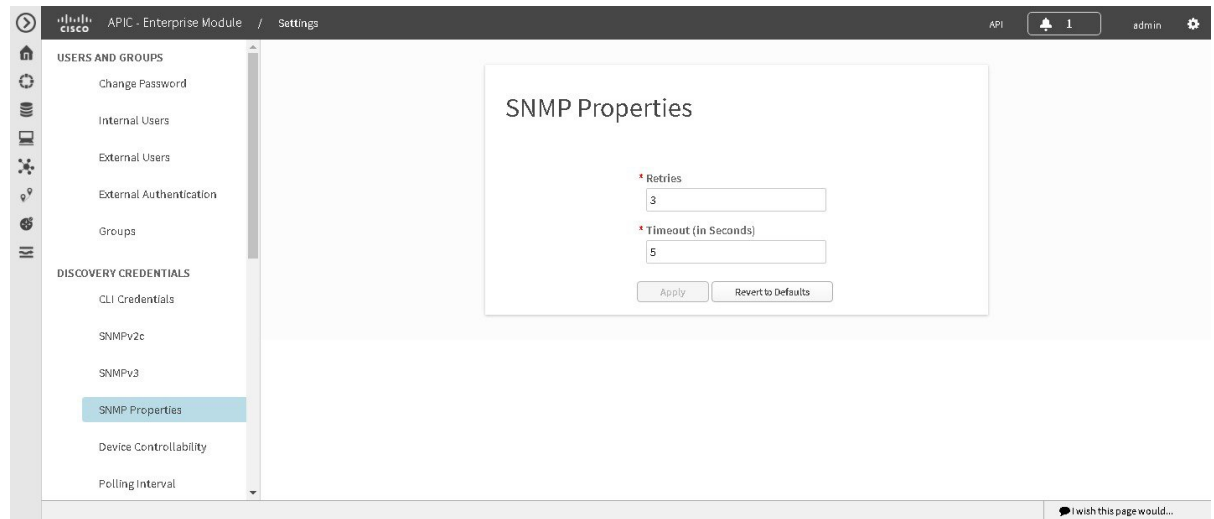 cisco APIC - Enterprise Module / Settings API 1 admin
USERS AND GROUPS
Change Password
Internal Users
External Users
External Authentication
Groups
DISCOVERY CREDENTIALS
CLI Credentials
SNMPv2c
SNMPv3
SNMP Properties
Device Controllability
Polling Interval
SNMP Properties
* Retries
3
* Timeout (in Seconds)
5
Apply Revert to Defaults
I wish this page would...